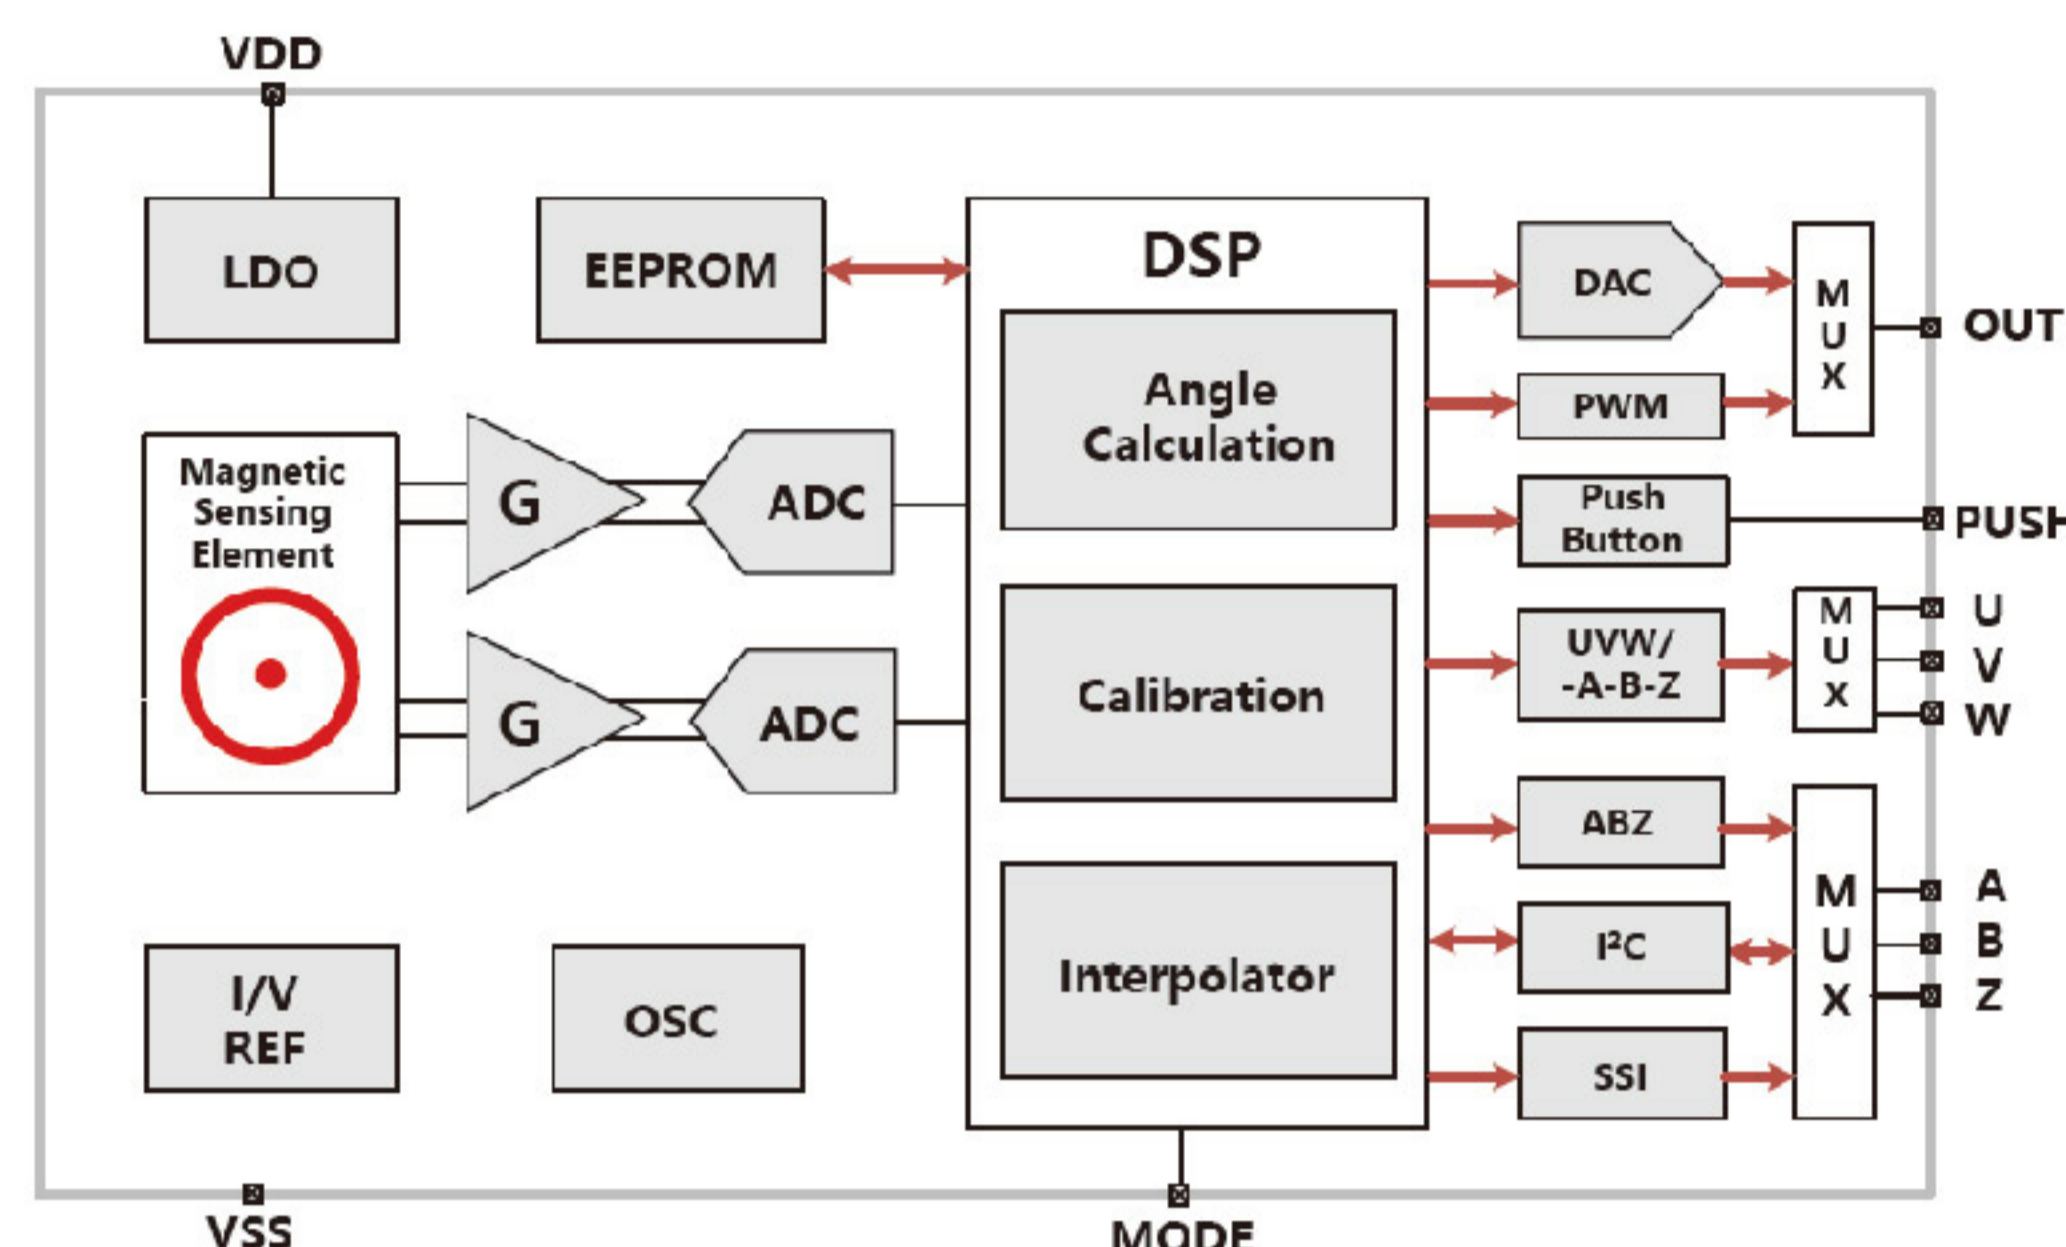 VDD
LDO
EEPROM
DSP
Angle
Calculation
Calibration
Interpolator
Magnetic
Sensing
Element
G
ADC
G
ADC
I/V
REF
OSC
DAC
PWM
Push
Button
UVW/
-A-B-Z
ABZ
I²C
SSI
M
U
X
OUT
PUSH
M
U
X
U
V
W
M
U
X
A
B
Z
VSS
MODE